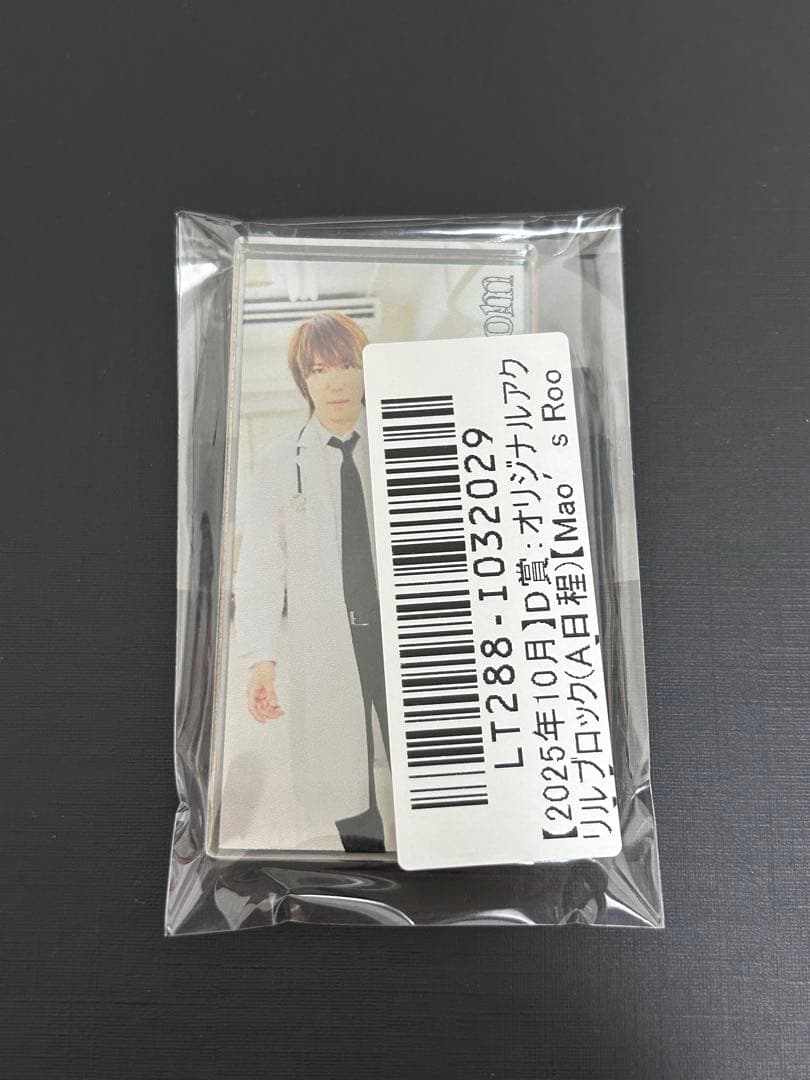 om
LT288-I032029
【2025年10月】D賞：オリジナルアク
リルブロック(A日程)【Mao’s Roo